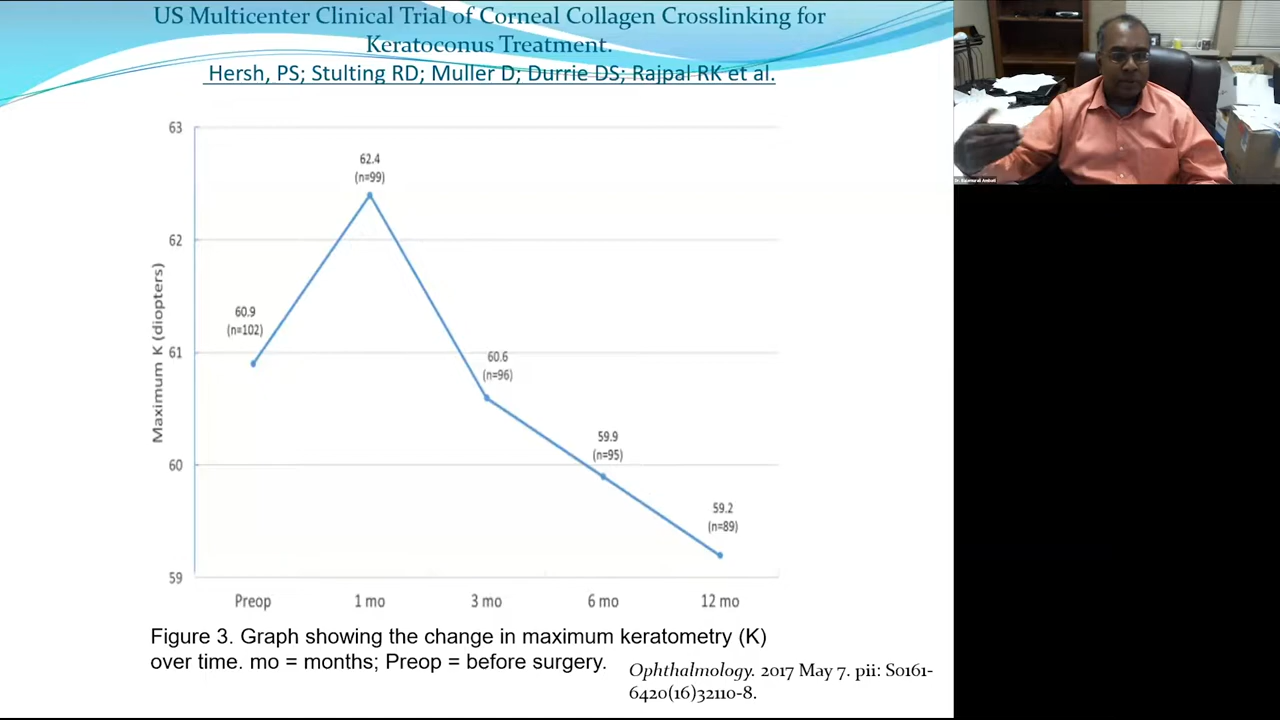 US Multicenter Clinical Trial of Corneal Collagen Crosslinking for
Keratoconus Treatment.
Hersh, PS; Stulting RD; Muller D; Durrie DS; Rajpal RK et al.
63
62.4
(n=99)
62
60.9
(n=102)
61
60.6
(n=96)
59.9
(n=95)
60
59.2
(n=89)
59
Maximum K (diopters)
Preop 1 mo 3 mo 6 mo 12 mo
Figure 3. Graph showing the change in maximum keratometry (K)
over time. mo = months; Preop = before surgery.
Ophthalmology. 2017 May 7. pii: S0161-
6420(16)32110-8.